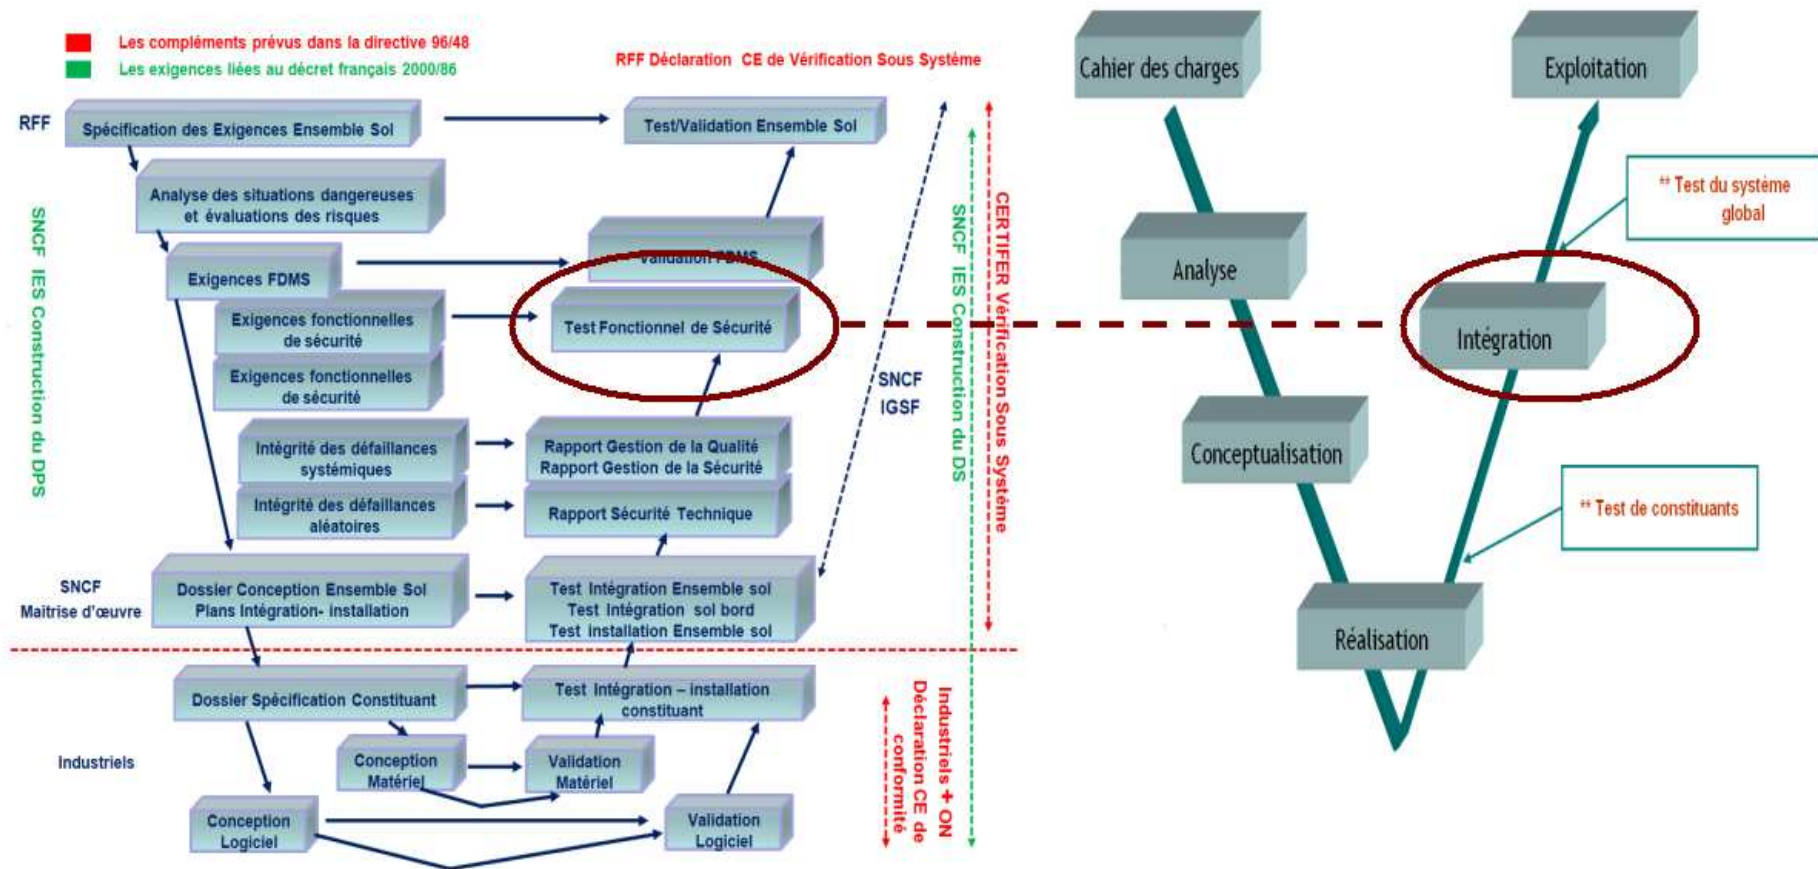 Les compléments prévus dans la directive 96/48
Les exigences liées au décret français 2000/86
RFF Déclaration CE de Vérification Sous Système
RFF
Spécification des Exigences Ensemble Sol
Test/Validation Ensemble Sol
Analyse des situations dangereuses
et évaluations des risques
SNCF IES Construction du DPS
Exigences FDMS
Validation FDMS
Exigences fonctionnelles
de sécurité
Test Fonctionnel de Sécurité
Exigences fonctionnelles
de sécurité
SNCF
IGSF
SNCF IES Construction du DS
CERTIFER Vérification Sous Système
Intégrité des défaillances
systémiques
Rapport Gestion de la Qualité
Rapport Gestion de la Sécurité
Intégrité des défaillances
aléatoires
Rapport Sécurité Technique
SNCF
Maitrise d'œuvre
Dossier Conception Ensemble Sol
Plans Intégration- installation
Test Intégration Ensemble sol
Test Intégration sol bord
Test installation Ensemble sol
Dossier Spécification Constituant
Test Intégration – installation
constituant
Industriels
Conception
Matériel
Validation
Matériel
Conception
Logiciel
Validation
Logiciel
Industriels + ON
Déclaration CE de
conformité
Cahier des charges
Exploitation
** Test du système
global
Analyse
Intégration
Conceptualisation
** Test de constituants
Réalisation